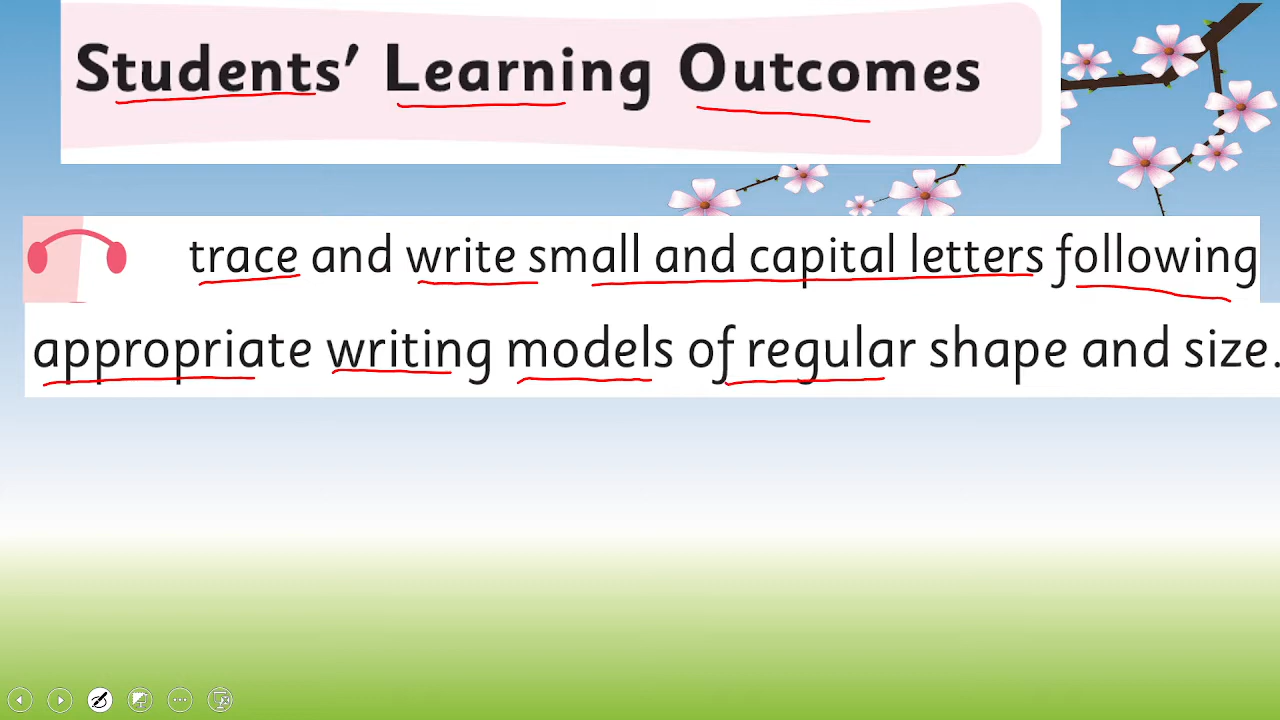 Students’ Learning Outcomes
trace and write small and capital letters following
appropriate writing models of regular shape and size.